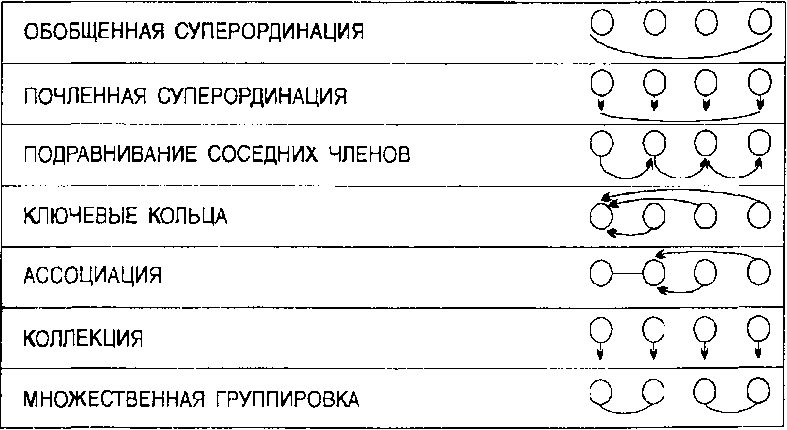 ОБОБЩЕННАЯ СУПЕРОРДИНАЦИЯ
ПОЧЛЕННАЯ СУПЕРОРДИНАЦИЯ
ПОДРАВНИВАНИЕ СОСЕДНИХ ЧЛЕНОВ
КЛЮЧЕВЫЕ КОЛЬЦА
АССОЦИАЦИЯ
КОЛЛЕКЦИЯ
МНОЖЕСТВЕННАЯ ГРУППИРОВКА